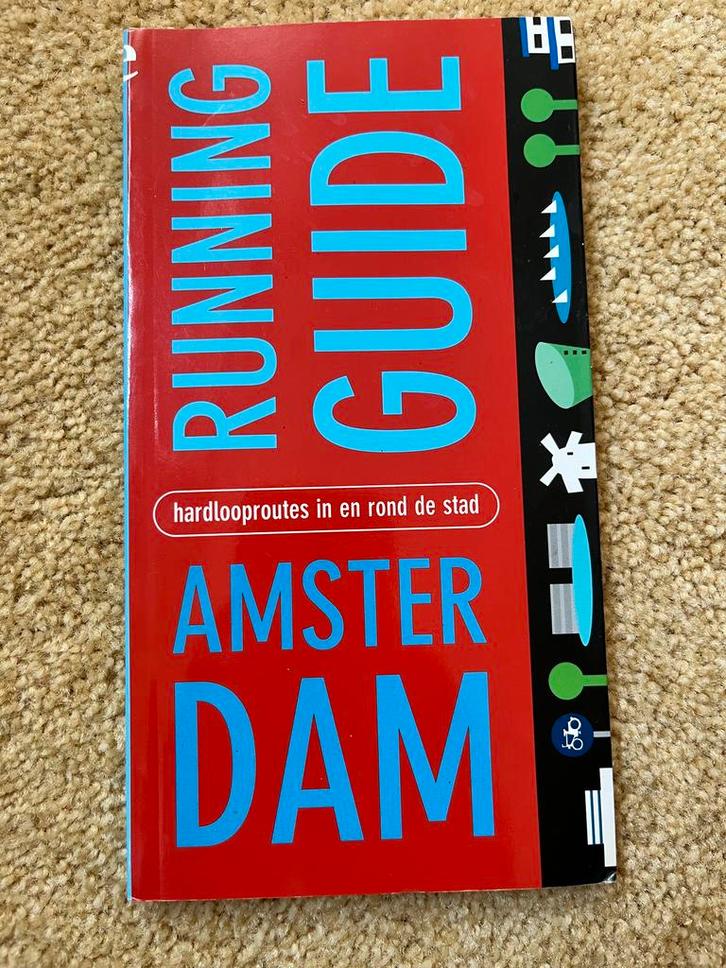 RUNNING
GUIDE
hardlooproutes in en rond de stad
AMSTER
DAM